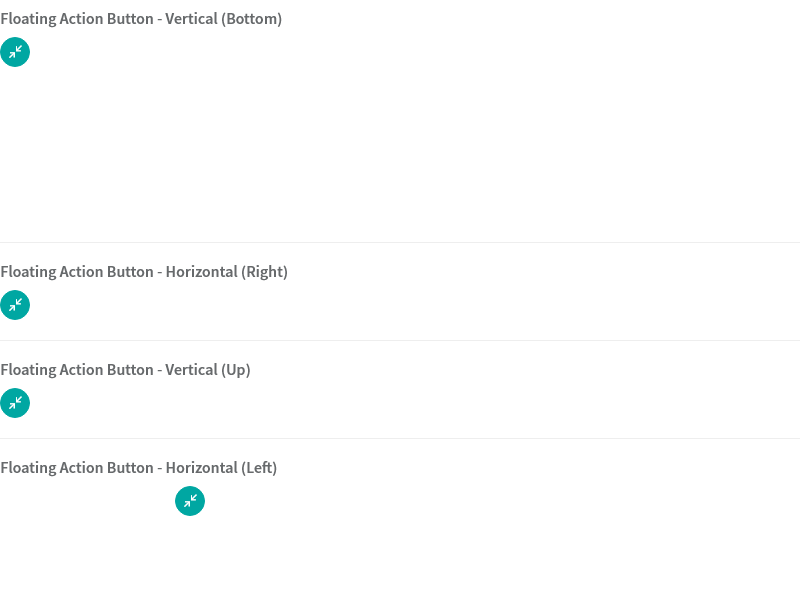 Floating Action Button - Vertical (Bottom)
Floating Action Button - Horizontal (Right)
Floating Action Button - Vertical (Up)
Floating Action Button - Horizontal (Left)